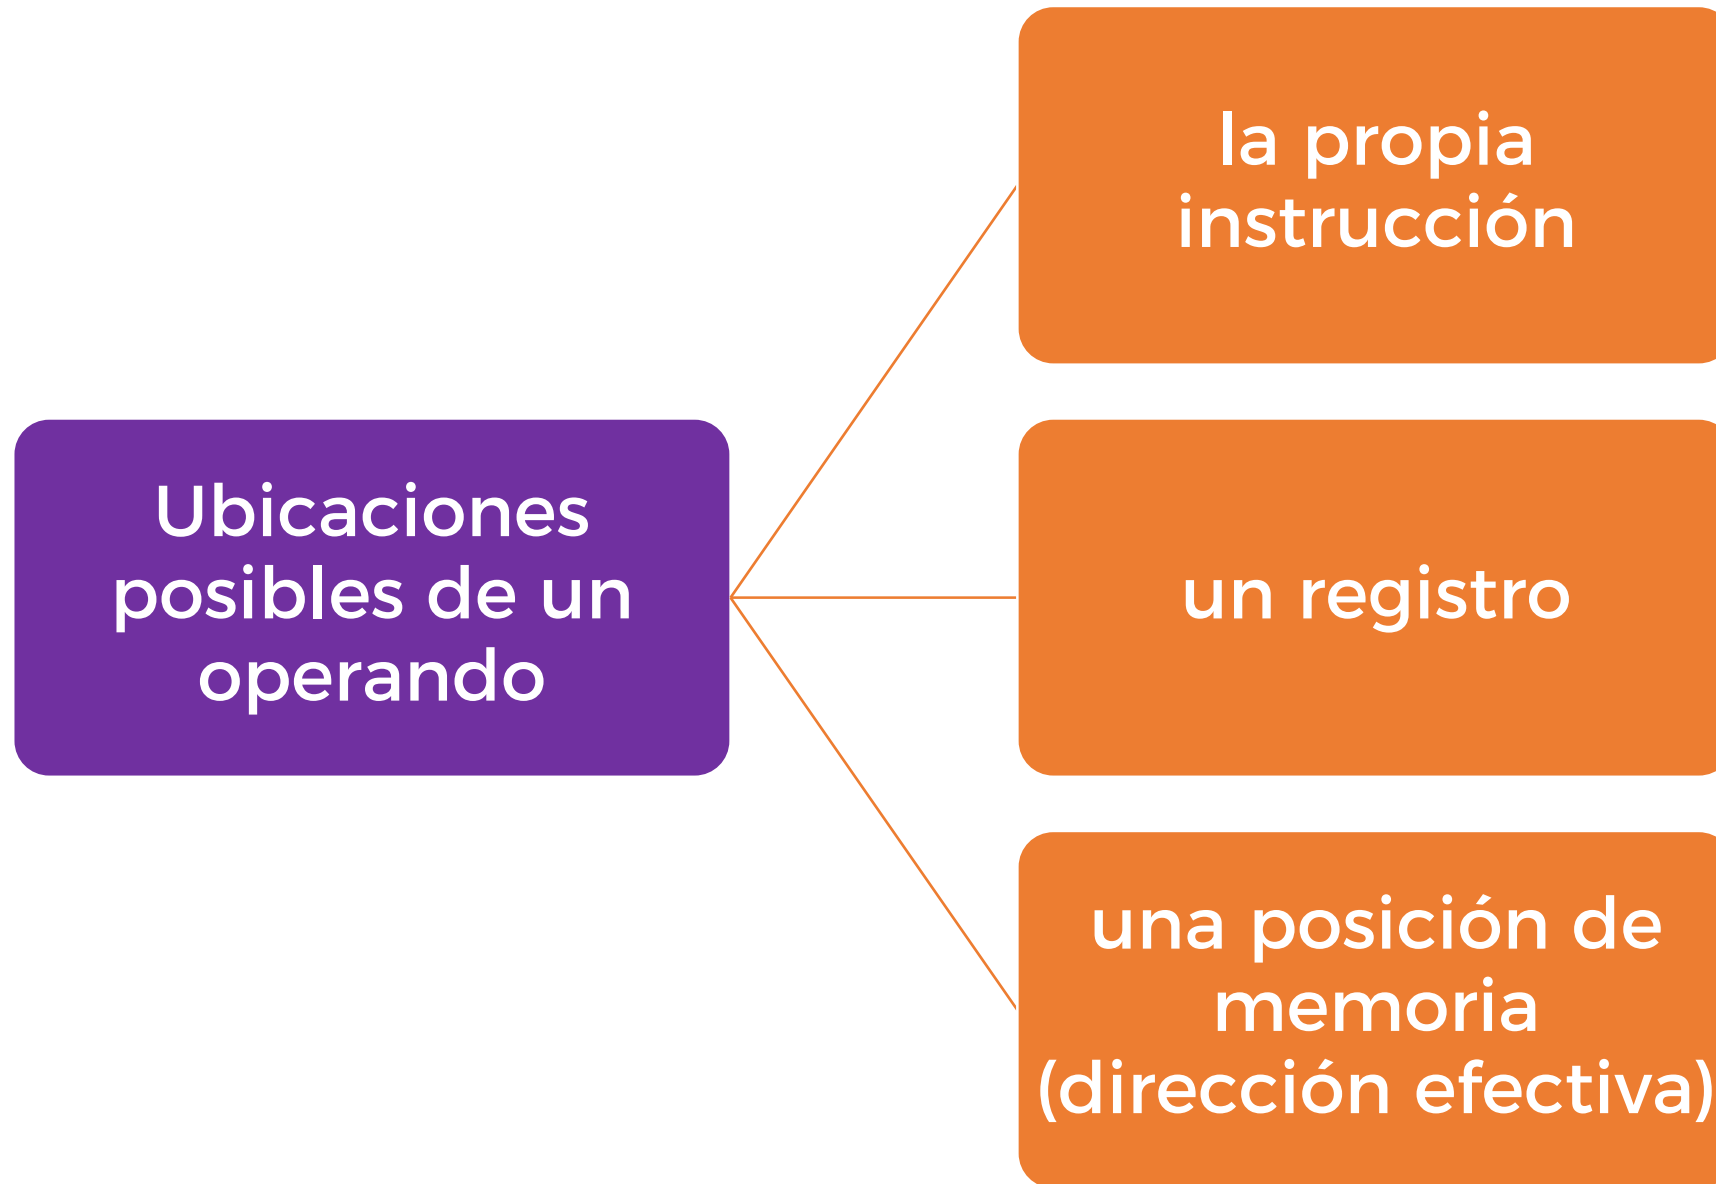 Ubicaciones
posibles de un
operando
la propia
instrucción
un registro
una posición de
memoria
(dirección efectiva)